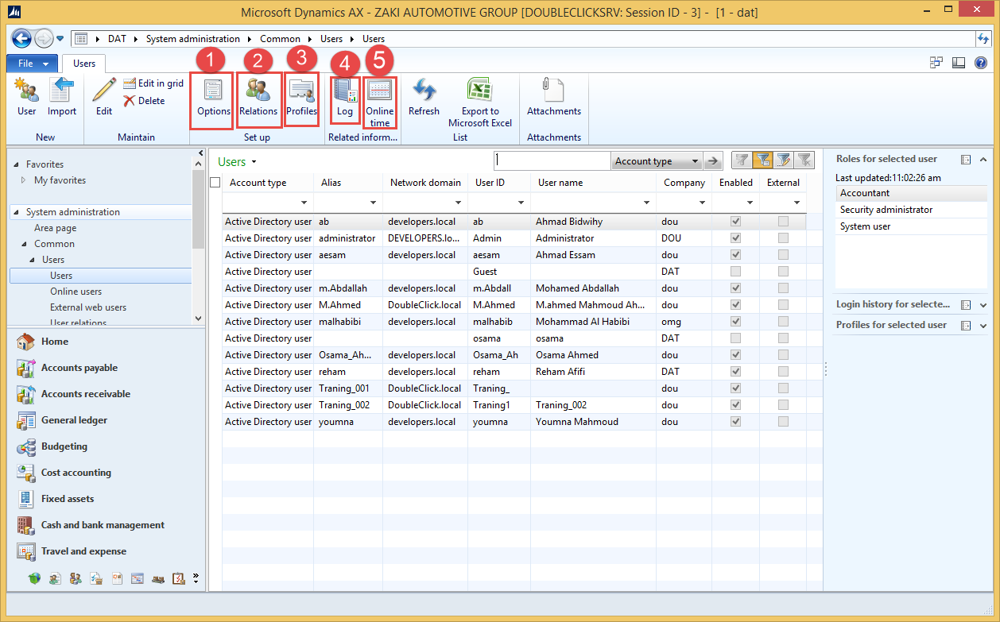 Microsoft Dynamics AX - ZAKI AUTOMOTIVE GROUP [DOUBLECLICKSRV: Session ID - 3] - [1 - dat]
DAT System administration Common Users Users
File Users
1 2 3 4 5
User Import Edit Edit in grid Delete Options Relations Profiles Log Online time Refresh Export to Microsoft Excel Attachments
New Maintain Set up Related inform... List Attachments
Favorites
My favorites
System administration
Area page
Common
Users
Users
Online users
External web users
User relations
Home
Accounts payable
Accounts receivable
General ledger
Budgeting
Cost accounting
Fixed assets
Cash and bank management
Travel and expense
Users Account type
Account type Alias Network domain User ID User name Company Enabled External
Active Directory user ab developers.local ab Ahmad Bidwihy dou
Active Directory user administrator DEVELOPERS.lo... Admin Administrator DOU
Active Directory user aesam developers.local aesam Ahmad Essam dou
Active Directory user Guest DAT
Active Directory user m.Abdallah developers.local m.Abdall Mohamed Abdallah dou
Active Directory user M.Ahmed DoubleClick.local M.Ahmed M.ahmed Mahmoud Ah... dou
Active Directory user malhabibi developers.local malhabib Mohammad Al Habibi omg
Active Directory user osama osama DAT
Active Directory user Osama_Ah... developers.local Osama_Ah Osama Ahmed dou
Active Directory user reham developers.local reham Reham Afifi DAT
Active Directory user Traning_001 DoubleClick.local Traning_ dou
Active Directory user Traning_002 DoubleClick.local Traning1 Traning_002 dou
Active Directory user youmna developers.local youmna Youmna Mahmoud dou
Roles for selected user
Last updated:11:02:26 am
Accountant
Security administrator
System user
Login history for selecte...
Profiles for selected user